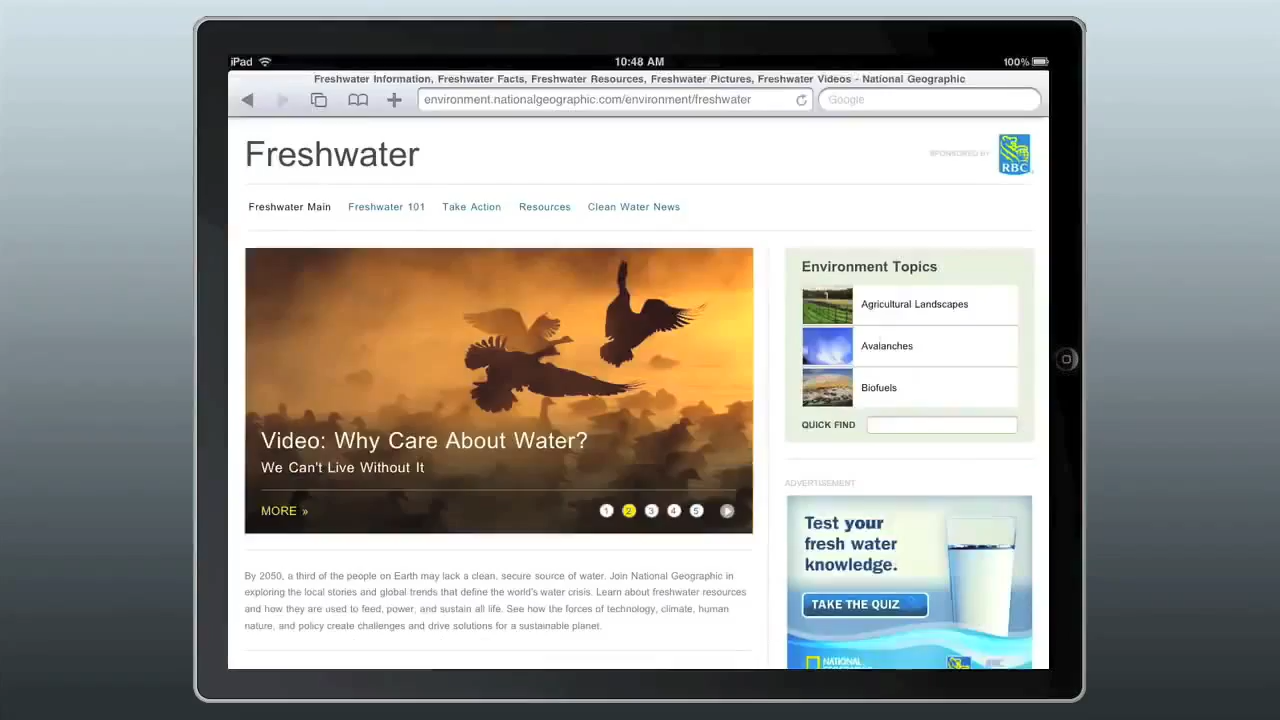 iPad 10:48 AM 100%
Freshwater Information, Freshwater Facts, Freshwater Resources, Freshwater Pictures, Freshwater Videos - National Geographic
environment.nationalgeographic.com/environment/freshwater Google
Freshwater
SPONSORED BY
RBC
Freshwater Main Freshwater 101 Take Action Resources Clean Water News
Video: Why Care About Water?
We Can't Live Without It
MORE »
1 2 3 4 5
By 2050, a third of the people on Earth may lack a clean, secure source of water. Join National Geographic in
exploring the local stories and global trends that define the world's water crisis. Learn about freshwater resources
and how they are used to feed, power, and sustain all life. See how the forces of technology, climate, human
nature, and policy create challenges and drive solutions for a sustainable planet.
Environment Topics
Agricultural Landscapes
Avalanches
Biofuels
QUICK FIND
ADVERTISEMENT
Test your
fresh water
knowledge.
TAKE THE QUIZ
NATIONAL